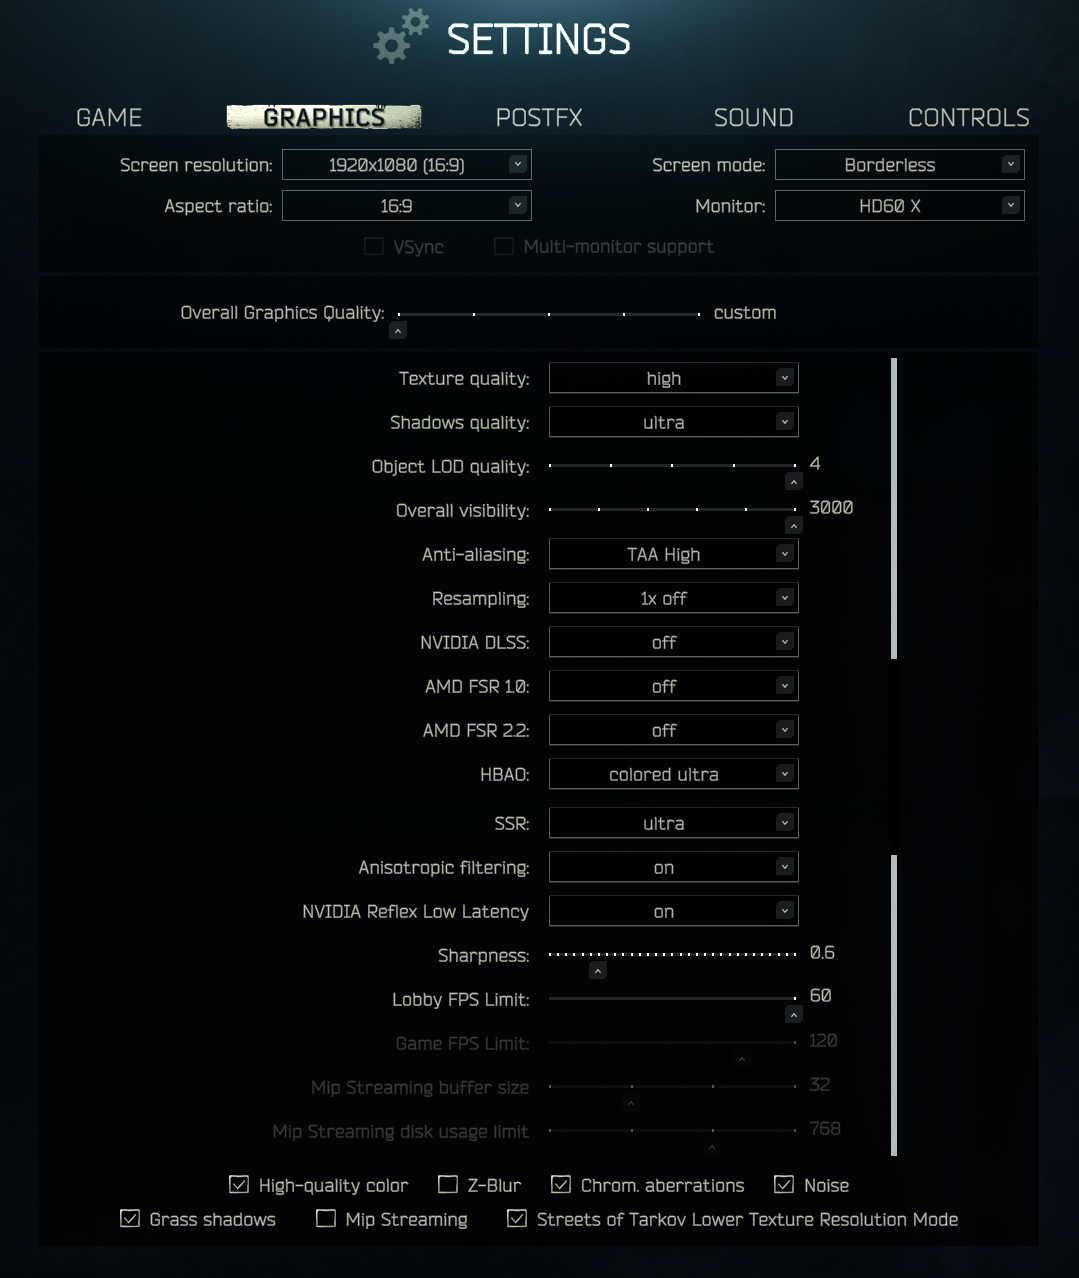 SETTINGS
GAME GRAPHICS POSTFX SOUND CONTROLS
Screen resolution: 1920x1080 (16:9) Screen mode: Borderless
Aspect ratio: 16:9 Monitor: HD60 X
VSync Multi-monitor support
Overall Graphics Quality: custom
Texture quality: high
Shadows quality: ultra
Object LOD quality: 4
Overall visibility: 3000
Anti-aliasing: TAA High
Resampling: 1x off
NVIDIA DLSS: off
AMD FSR 1.0: off
AMD FSR 2.2: off
HBAO: colored ultra
SSR: ultra
Anisotropic filtering: on
NVIDIA Reflex Low Latency on
Sharpness: 0.6
Lobby FPS Limit: 60
Game FPS Limit: 120
Mip Streaming buffer size 32
Mip Streaming disk usage limit 768
High-quality color Z-Blur Chrom. aberrations Noise
Grass shadows Mip Streaming Streets of Tarkov Lower Texture Resolution Mode